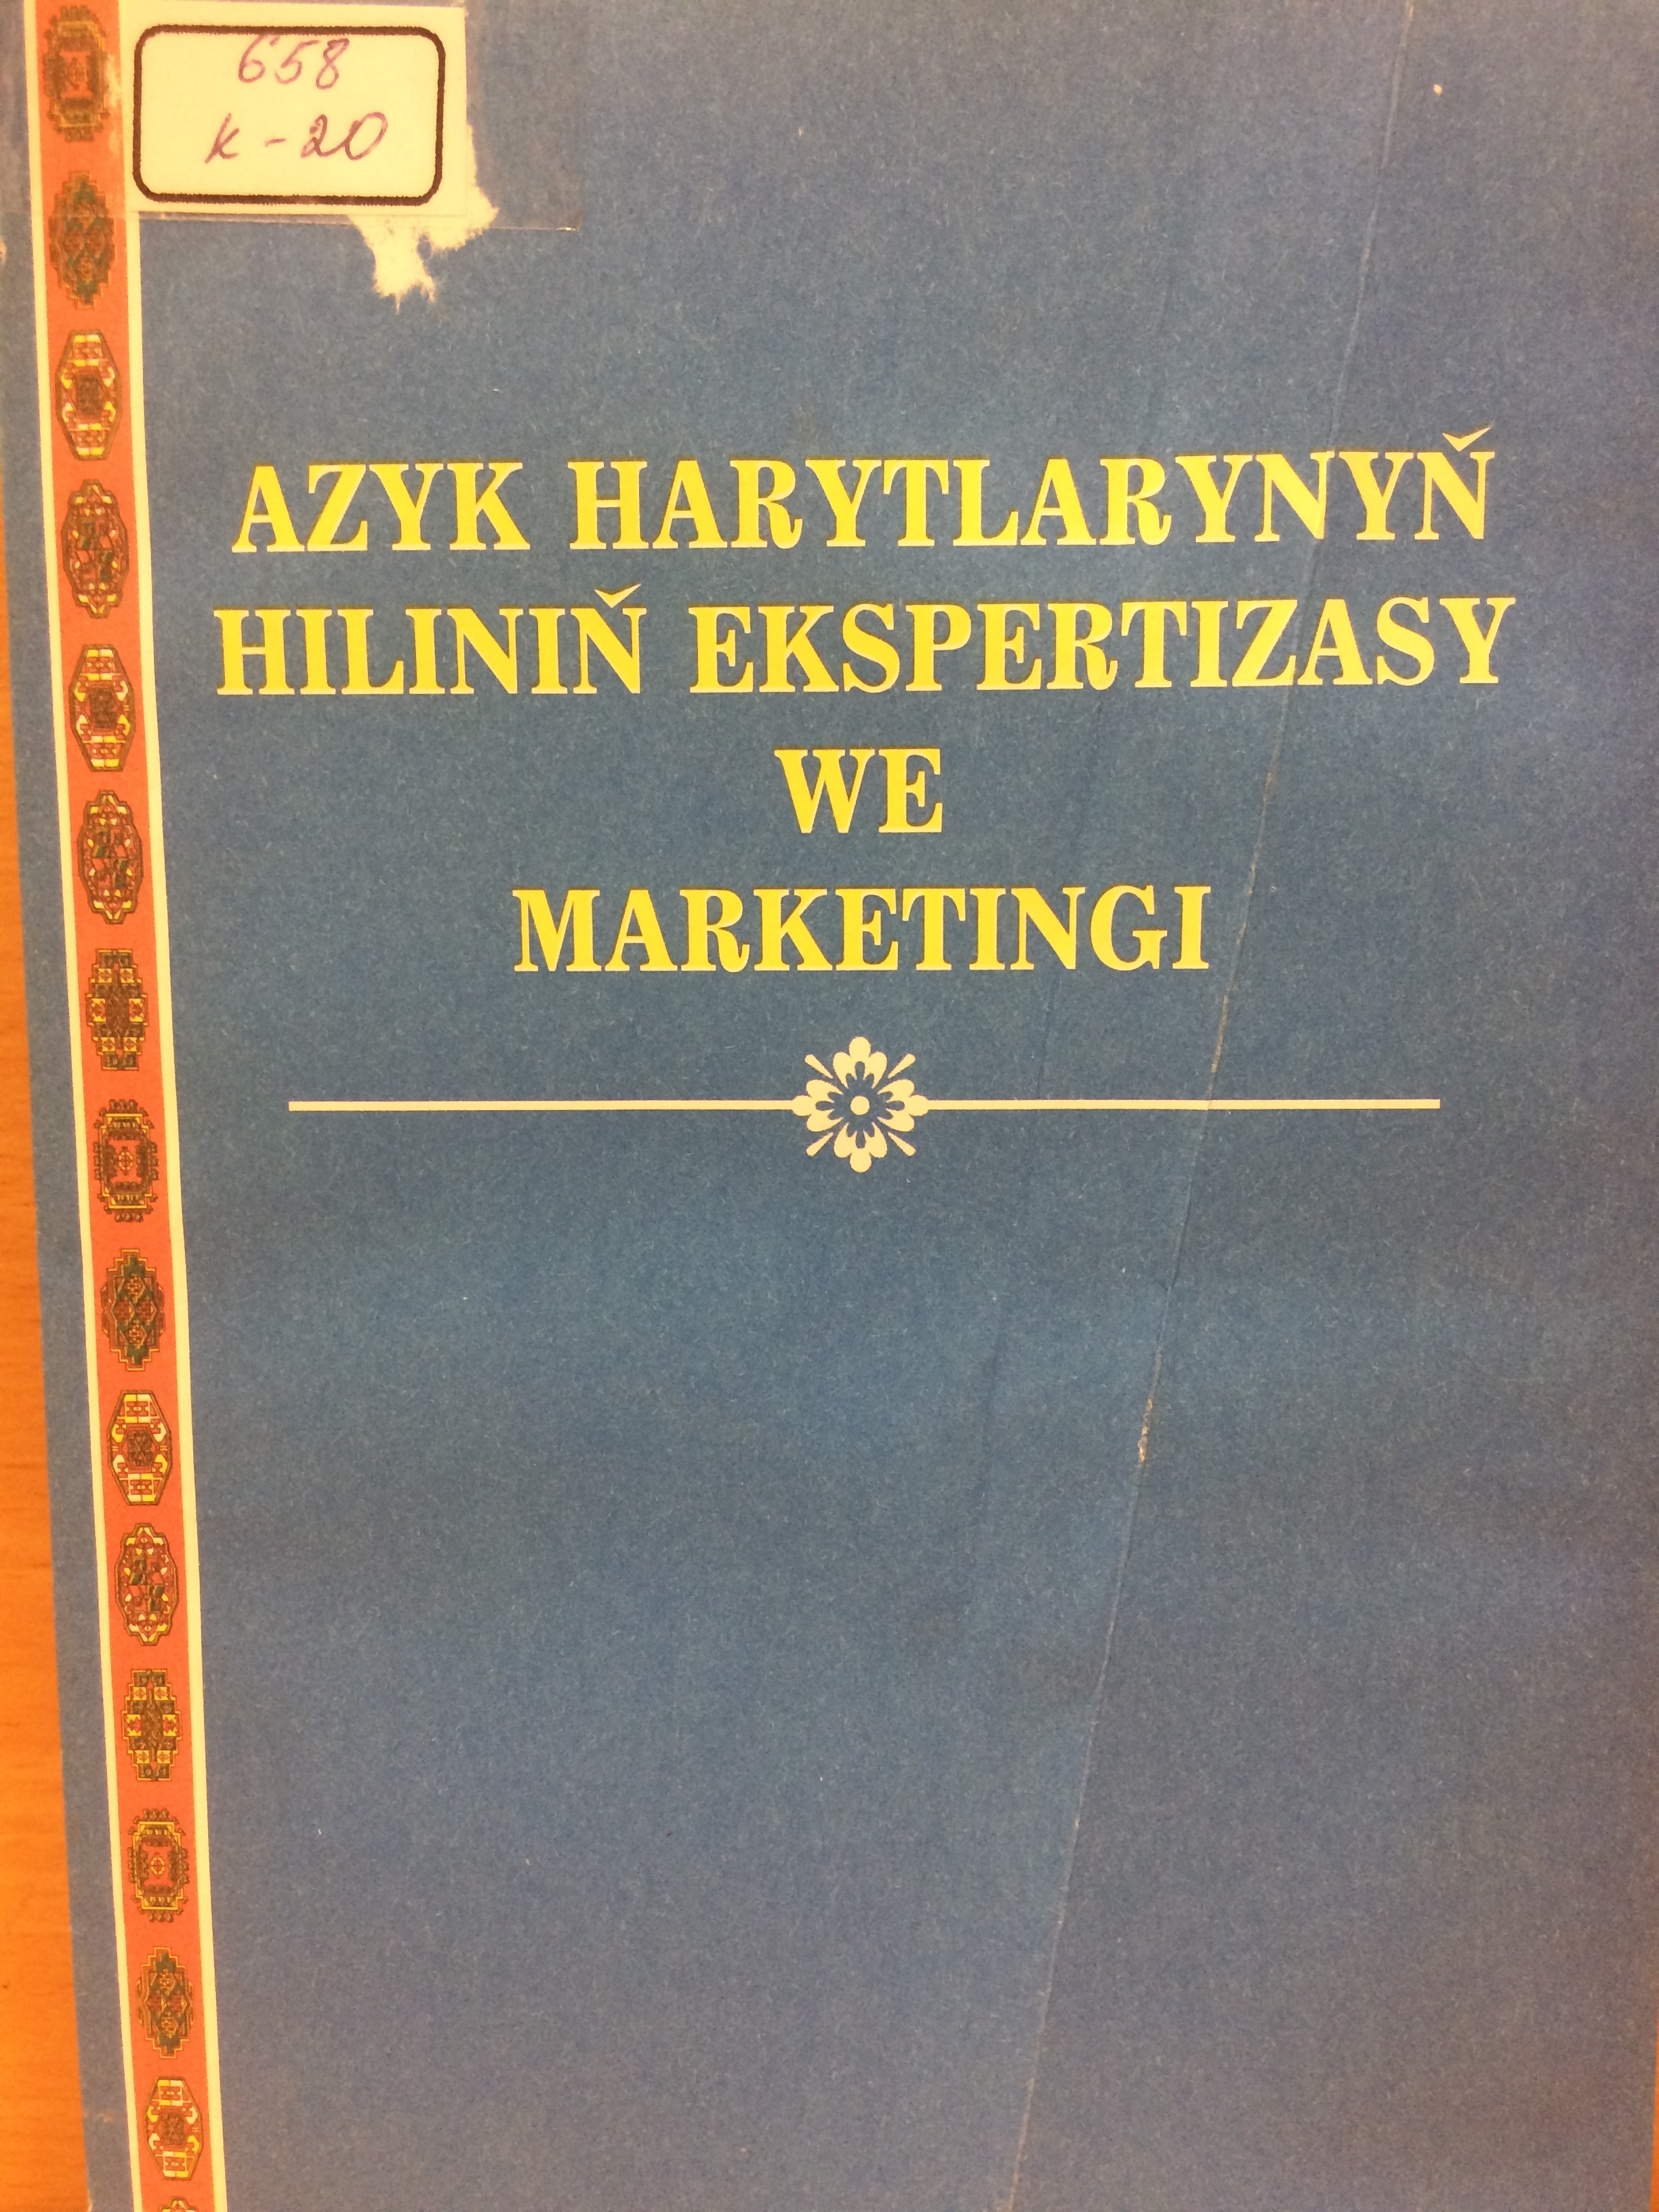 658
K-20
AZYK HARYTLARYNYŇ
HILINIŇ EKSPERTIZASY
WE
MARKETINGI